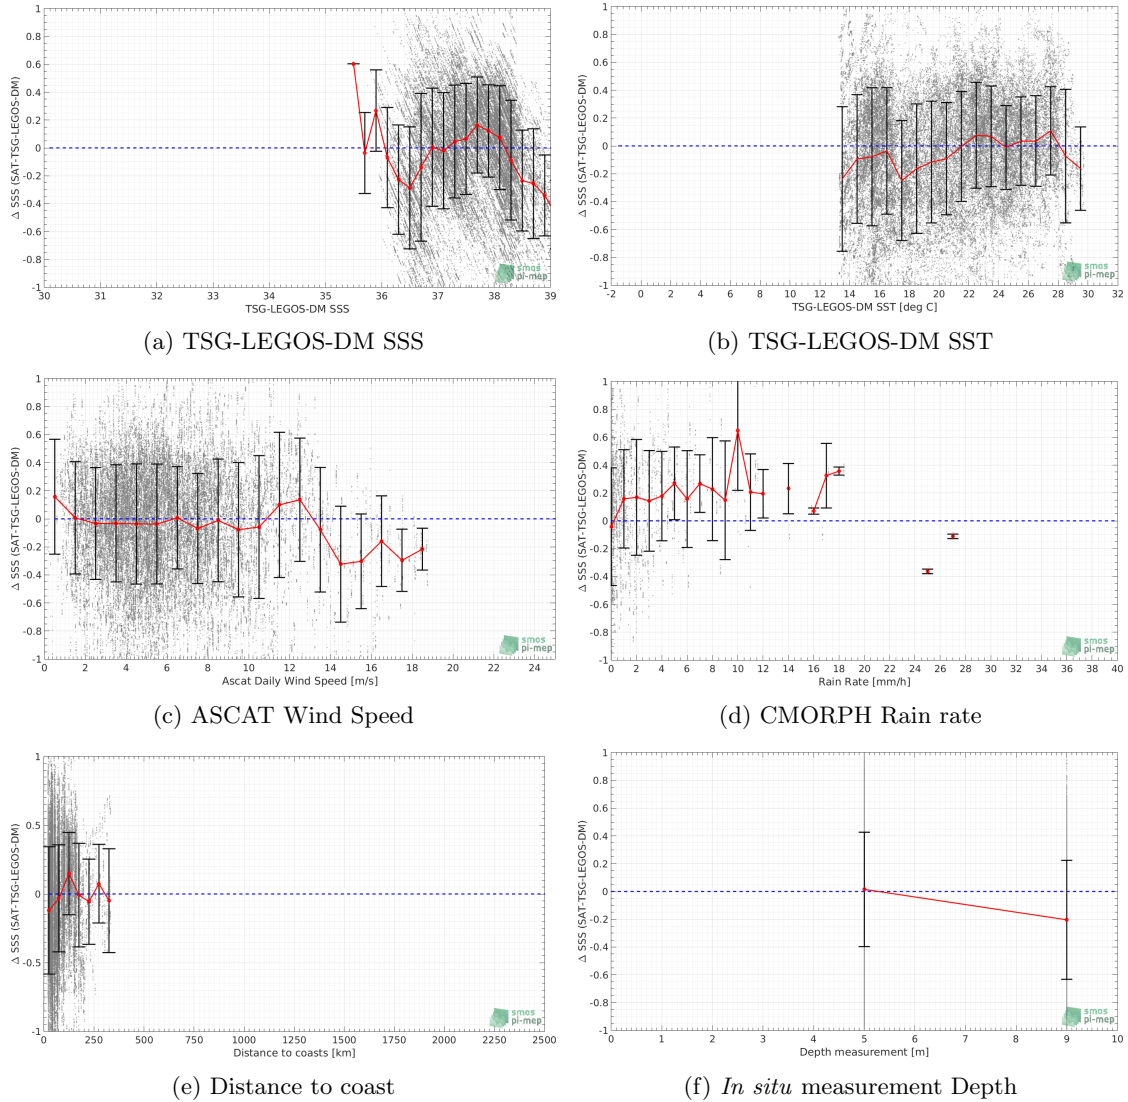 1
0.8
0.6
0.4
0.2
0
-0.2
-0.4
-0.6
-0.8
-1
Δ SSS (SAT-TSG-LEGOS-DM)
30 31 32 33 34 35 36 37 38 39
TSG-LEGOS-DM SSS
smos
pi-mep
(a) TSG-LEGOS-DM SSS
1
0.8
0.6
0.4
0.2
0
-0.2
-0.4
-0.6
-0.8
-1
Δ SSS (SAT-TSG-LEGOS-DM)
-2 0 2 4 6 8 10 12 14 16 18 20 22 24 26 28 30 32
TSG-LEGOS-DM SST [deg C]
smos
pi-mep
(b) TSG-LEGOS-DM SST
1
0.8
0.6
0.4
0.2
0
-0.2
-0.4
-0.6
-0.8
-1
Δ SSS (SAT-TSG-LEGOS-DM)
0 2 4 6 8 10 12 14 16 18 20 22 24
Ascat Daily Wind Speed [m/s]
smos
pi-mep
(c) ASCAT Wind Speed
1
0.8
0.6
0.4
0.2
0
-0.2
-0.4
-0.6
-0.8
-1
Δ SSS (SAT-TSG-LEGOS-DM)
0 2 4 6 8 10 12 14 16 18 20 22 24 26 28 30 32 34 36 38 40
Rain Rate [mm/h]
smos
pi-mep
(d) CMORPH Rain rate
1
0.5
0
-0.5
-1
Δ SSS (SAT-TSG-LEGOS-DM)
0 250 500 750 1000 1250 1500 1750 2000 2250 2500
Distance to coasts [km]
smos
pi-mep
(e) Distance to coast
1
0.8
0.6
0.4
0.2
0
-0.2
-0.4
-0.6
-0.8
-1
Δ SSS (SAT-TSG-LEGOS-DM)
0 1 2 3 4 5 6 7 8 9 10
Depth measurement [m]
smos
pi-mep
(f) In situ measurement Depth